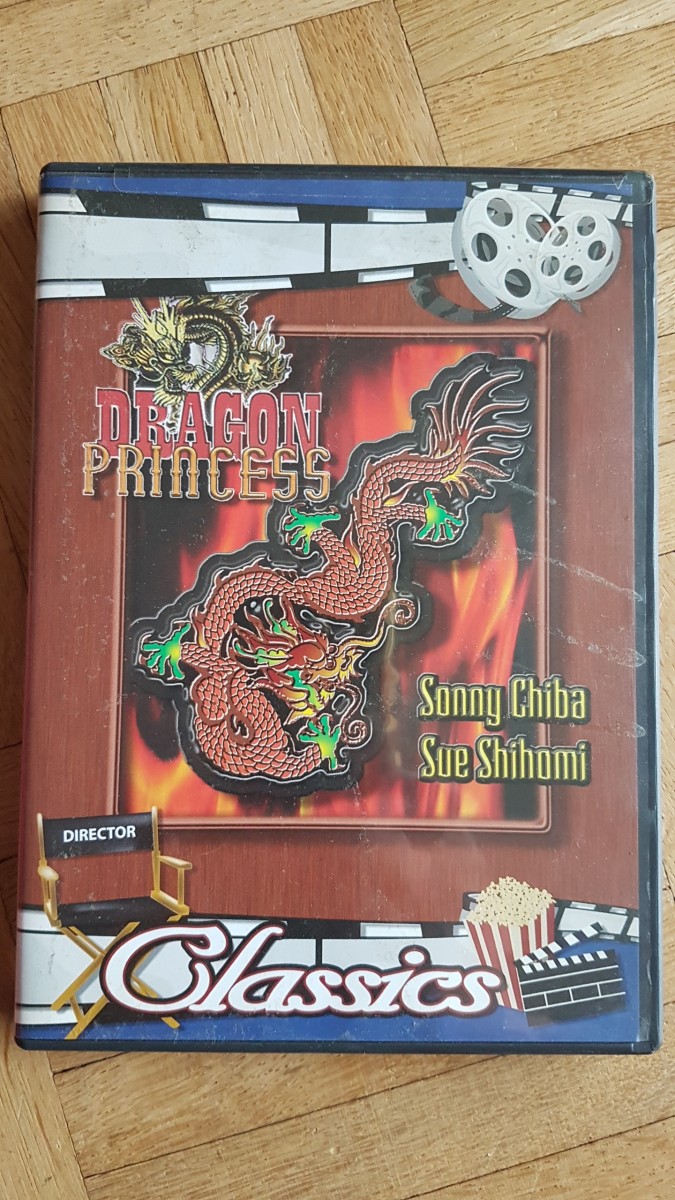 DRAGON
PRINCESS
Sonny Chiba
Sue Shihomi
DIRECTOR
Classics